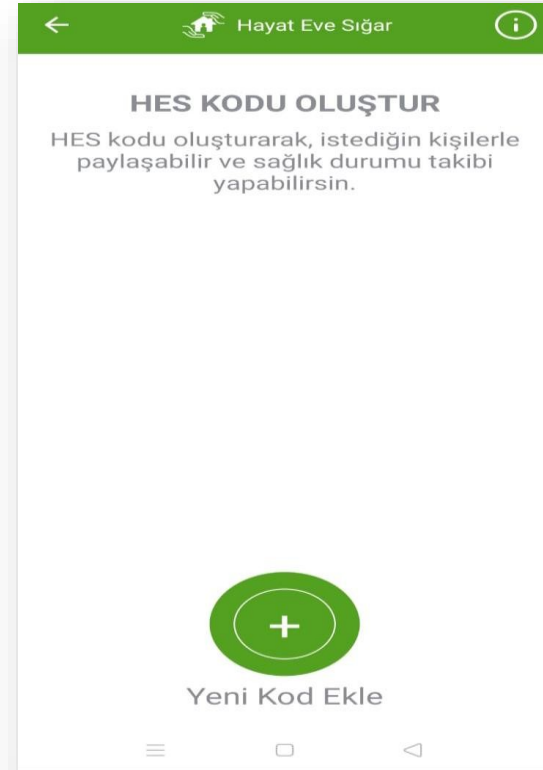 Hayat Eve Sığar
HES KODU OLUŞTUR
HES kodu oluşturarak, istediğin kişilerle
paylaşabilir ve sağlık durumu takibi
yapabilirsin.
Yeni Kod Ekle